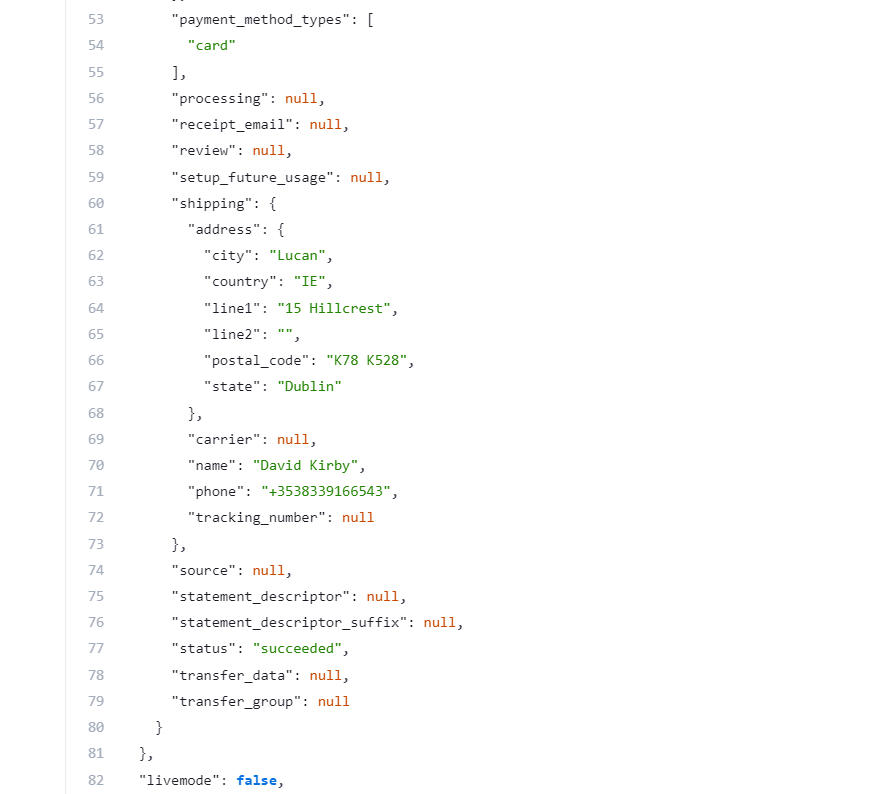 53 "payment_method_types": [
54 "card"
55 ],
56 "processing": null,
57 "receipt_email": null,
58 "review": null,
59 "setup_future_usage": null,
60 "shipping": {
61 "address": {
62 "city": "Lucan",
63 "country": "IE",
64 "line1": "15 Hillcrest",
65 "line2": "",
66 "postal_code": "K78 K528",
67 "state": "Dublin"
68 },
69 "carrier": null,
70 "name": "David Kirby",
71 "phone": "+3538339166543",
72 "tracking_number": null
73 },
74 "source": null,
75 "statement_descriptor": null,
76 "statement_descriptor_suffix": null,
77 "status": "succeeded",
78 "transfer_data": null,
79 "transfer_group": null
80 }
81 },
82 "livemode": false,